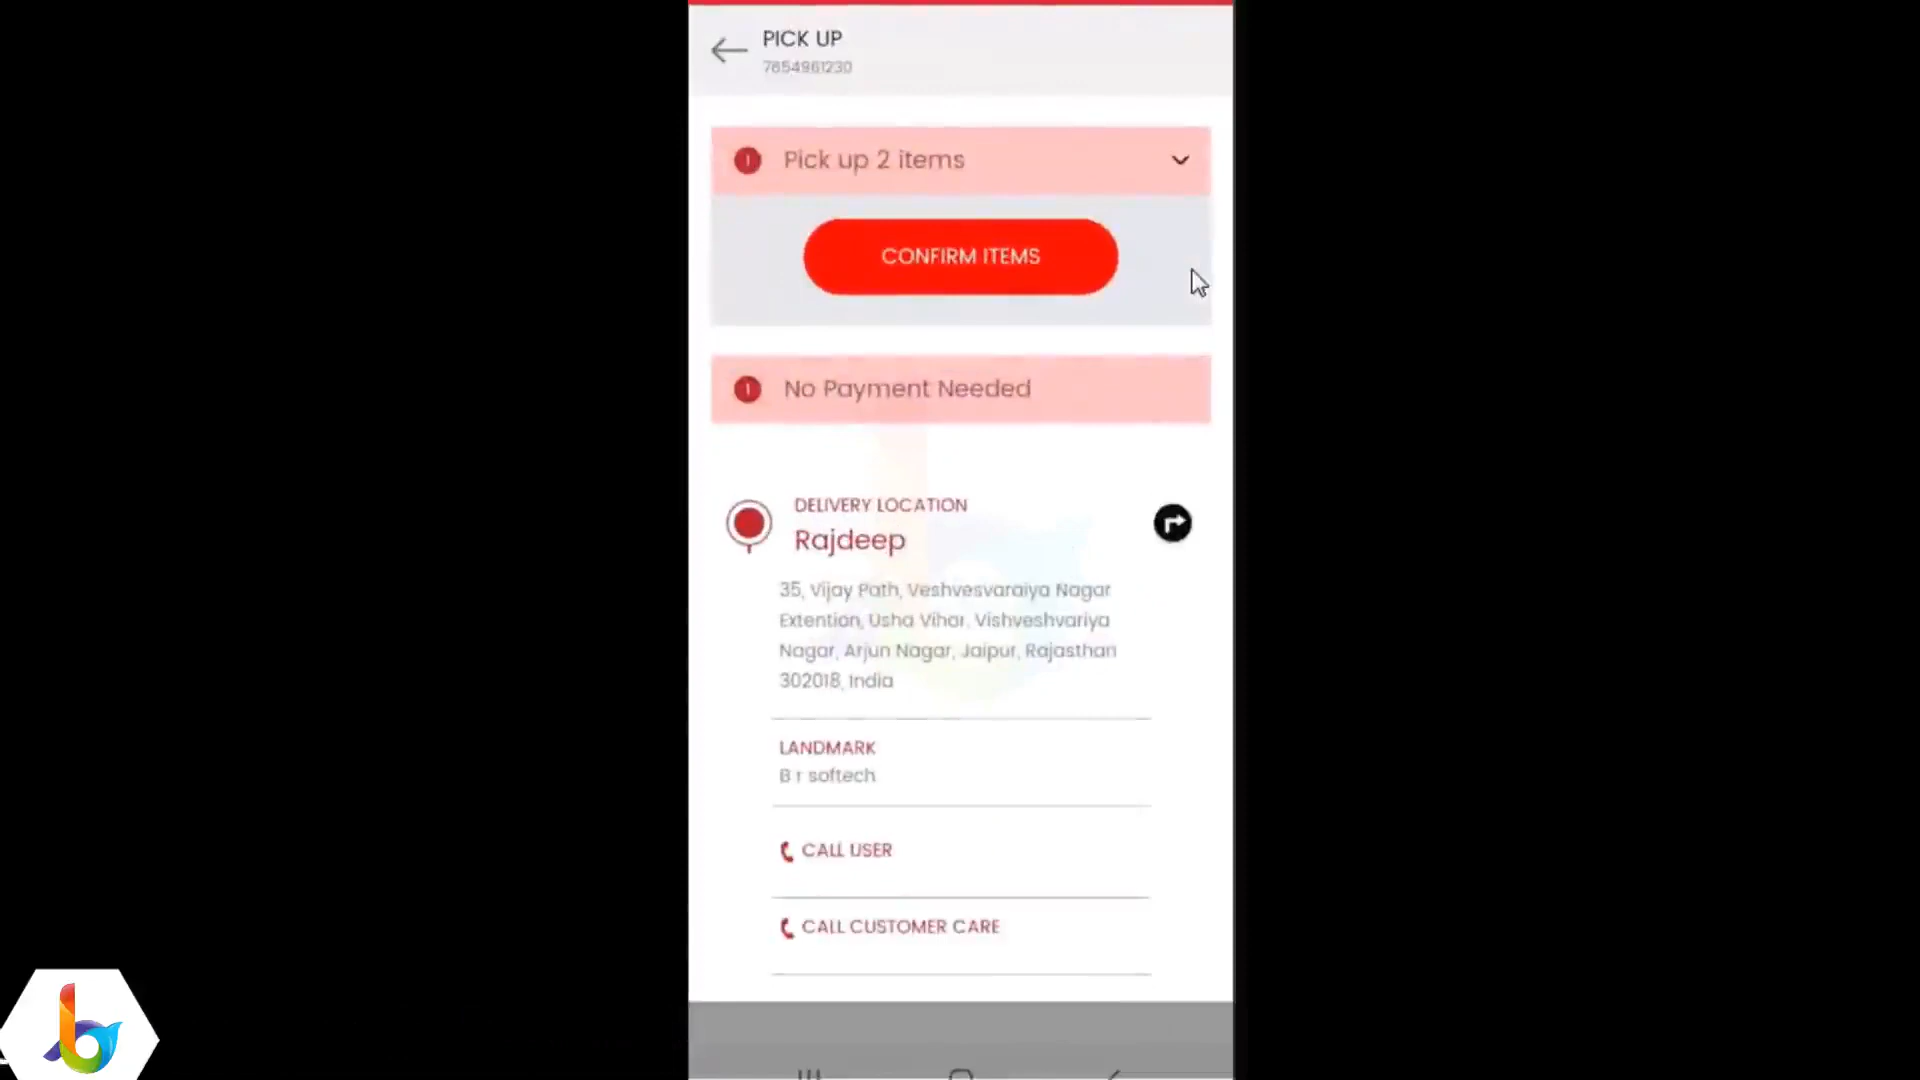 PICK UP
7654961230
Pick up 2 items
CONFIRM ITEMS
No Payment Needed
DELIVERY LOCATION
Rajdeep
35, Vijay Path, Veshvesvaraiya Nagar
Extention, Usha Vihar, Vishveshvariya
Nagar, Arjun Nagar, Jaipur, Rajasthan
302018, India
LANDMARK
B r softech
CALL USER
CALL CUSTOMER CARE